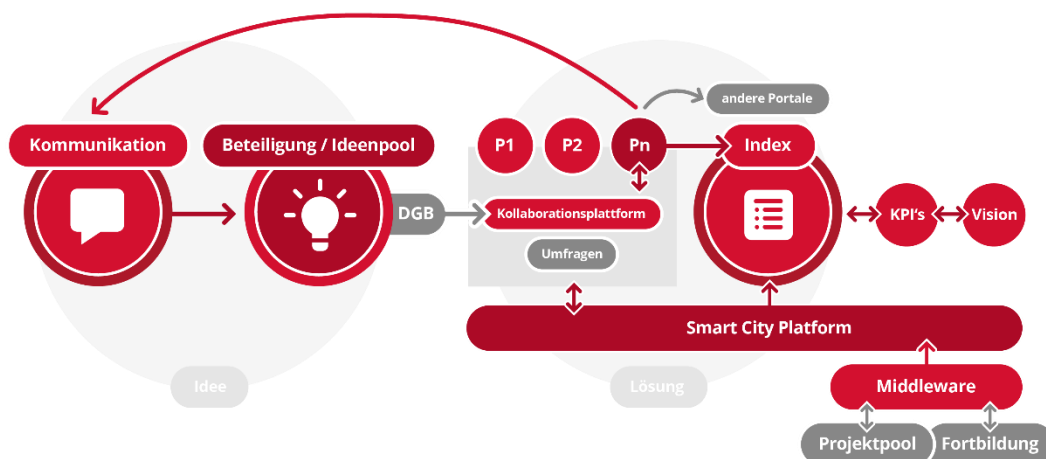 andere Portale
Kommunikation
Beteiligung / Ideenpool
P1
P2
Pn
Index
DGB
Kollaborationsplattform
KPI‘s
Vision
Umfragen
Smart City Platform
Idee
Lösung
Middleware
Projektpool
Fortbildung